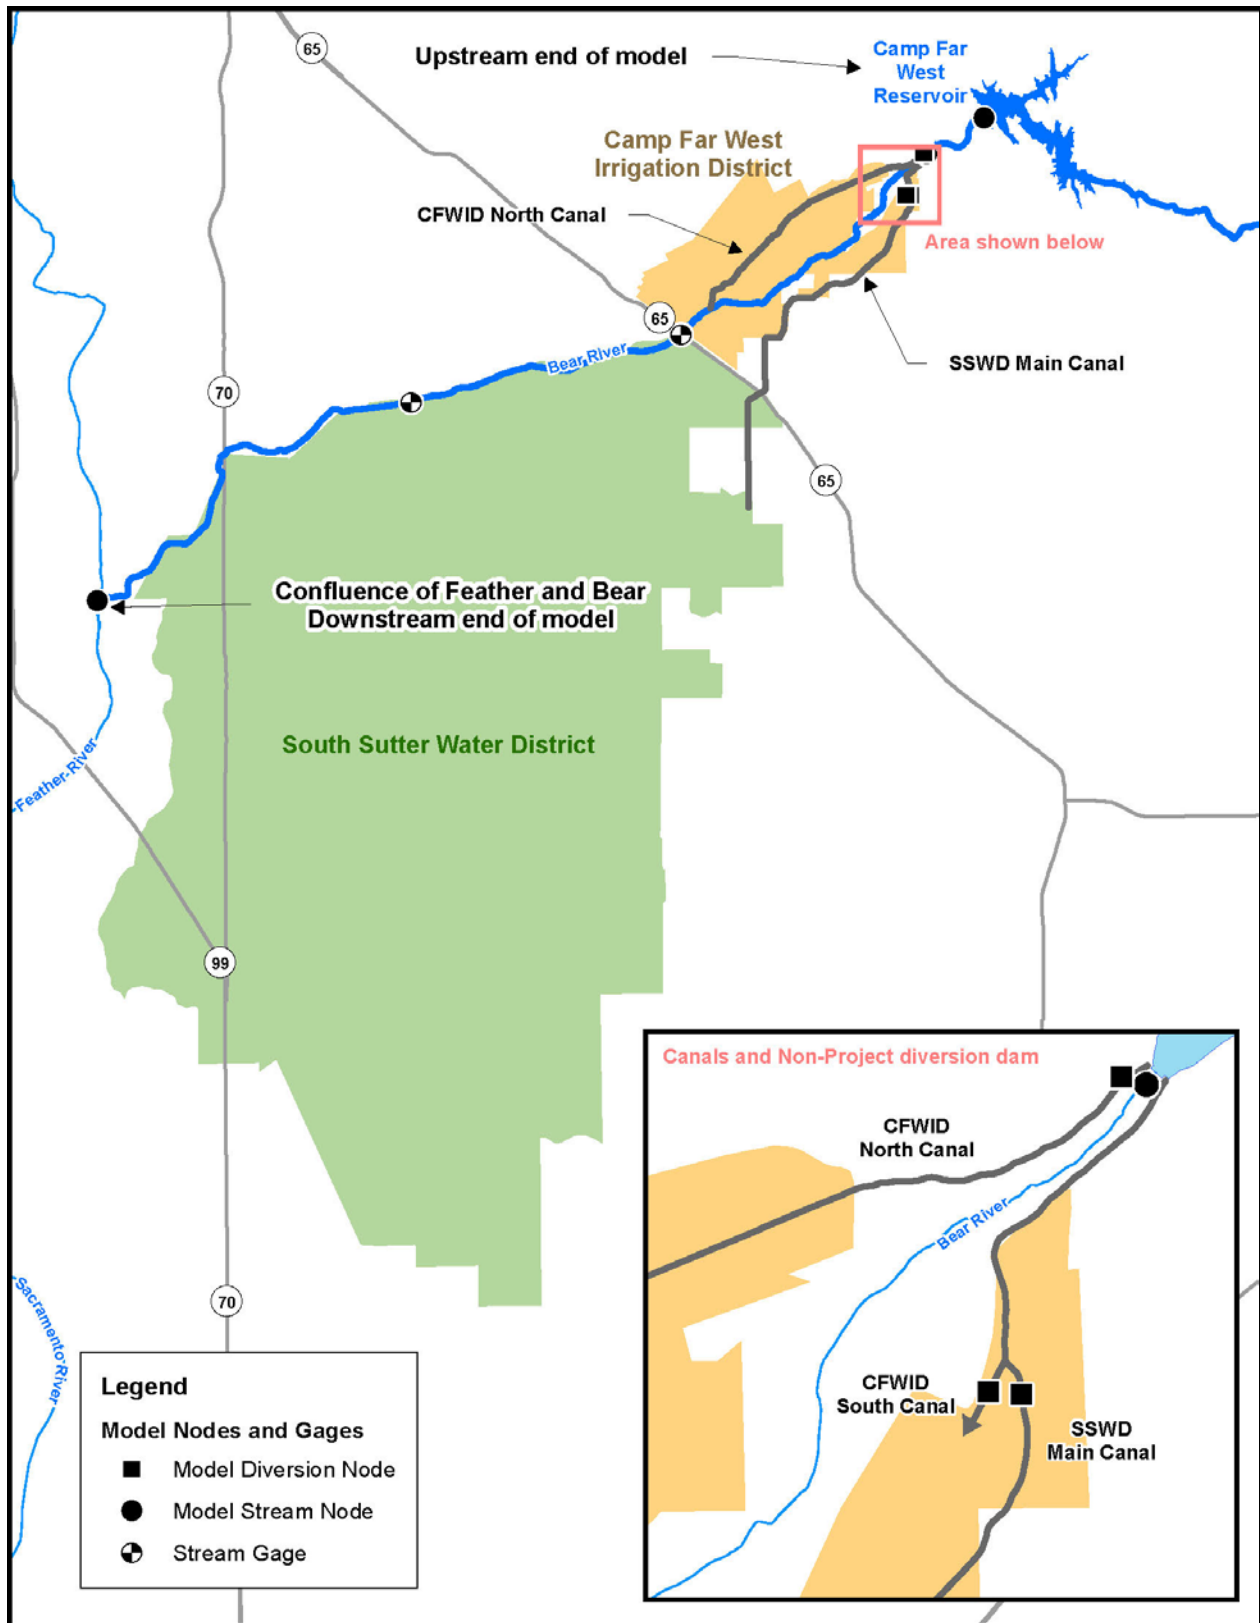 65
Upstream end of model
Camp Far
West
Reservoir
Camp Far West
Irrigation District
CFWID North Canal
Area shown below
65
SSWD Main Canal
Bear River
70
65
Confluence of Feather and Bear
Downstream end of model
South Sutter Water District
Feather River
99
70
Sacramento River
Canals and Non-Project diversion dam
CFWID
North Canal
Bear River
CFWID
South Canal
SSWD
Main Canal
Legend
Model Nodes and Gages
Model Diversion Node
Model Stream Node
Stream Gage